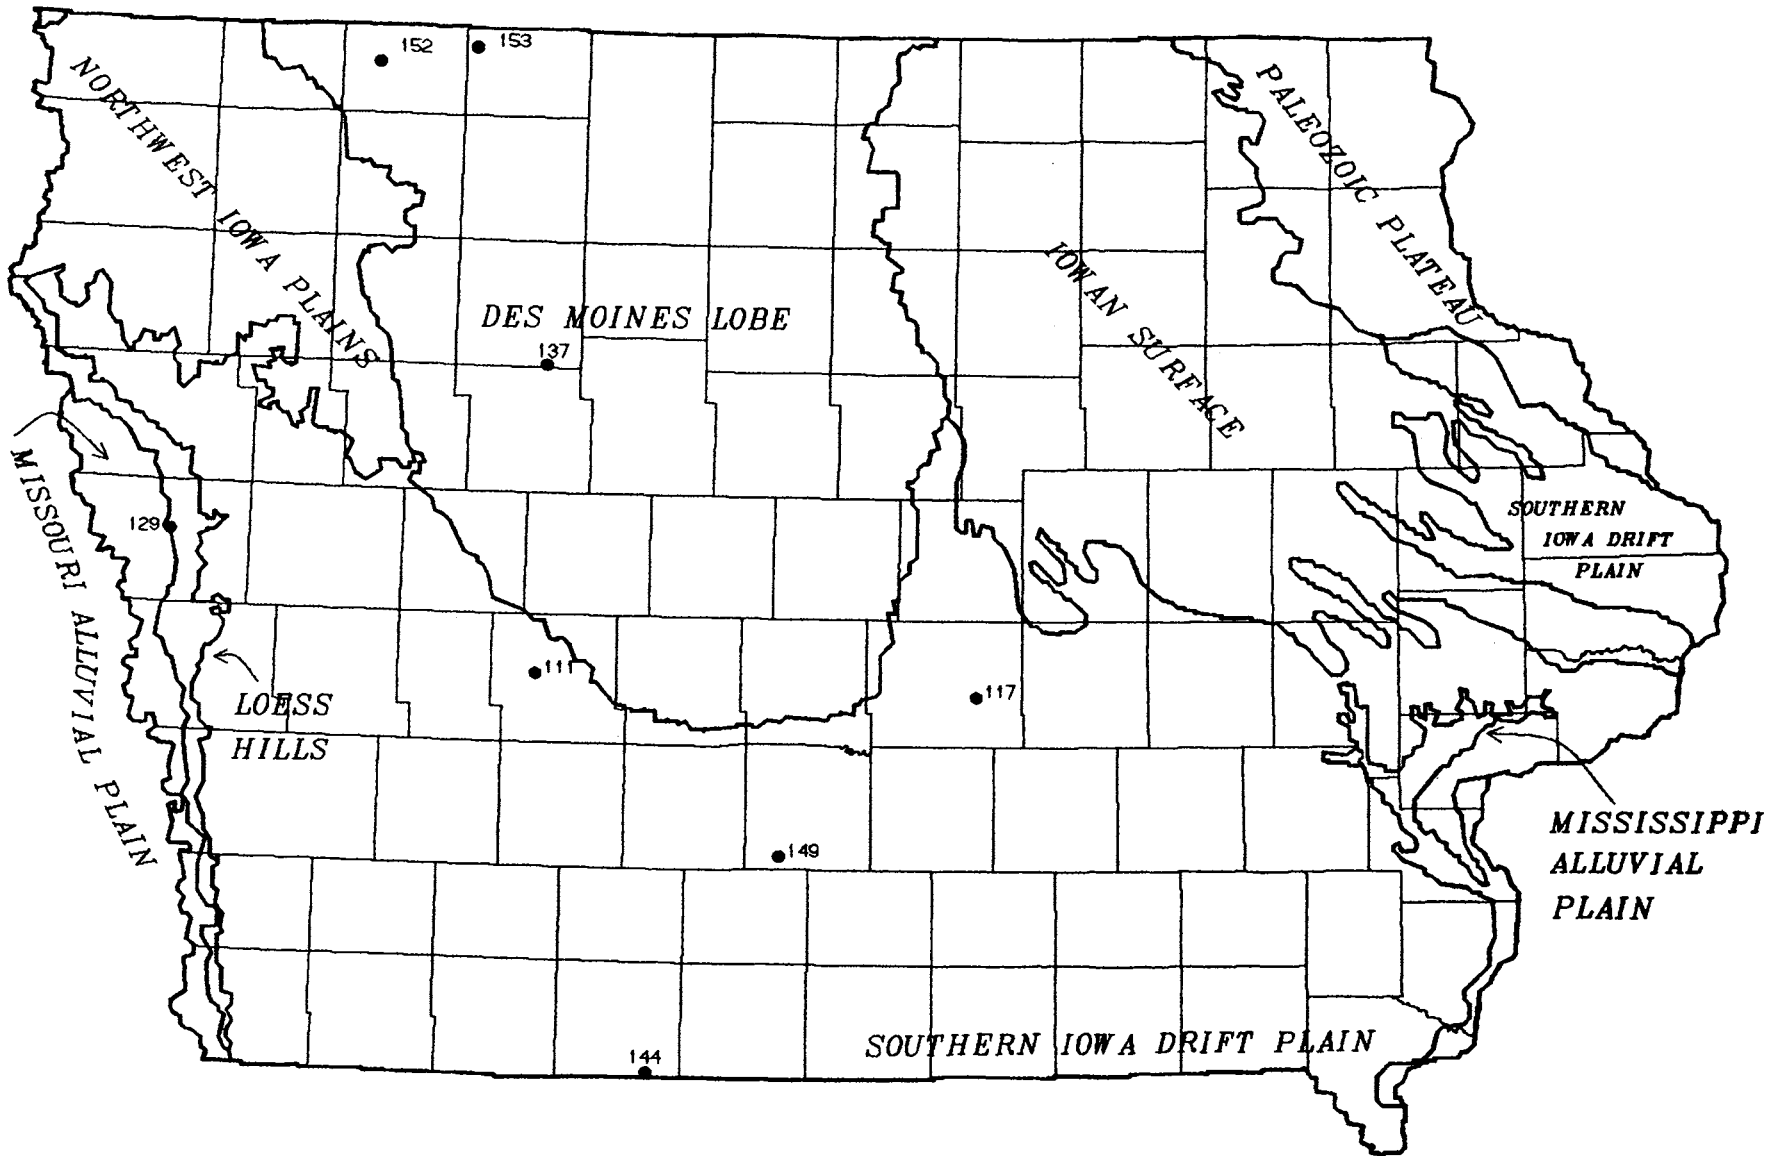 152
153
NORTHWEST IOWA PLAINS
PALEOZOIC PLATEAU
IOWAN SURFACE
DES MOINES LOBE
137
MISSOURI ALLUVIAL PLAIN
129
SOUTHERN
IOWA DRIFT
PLAIN
111
117
LOESS
HILLS
MISSISSIPPI
ALLUVIAL
PLAIN
149
SOUTHERN IOWA DRIFT PLAIN
144